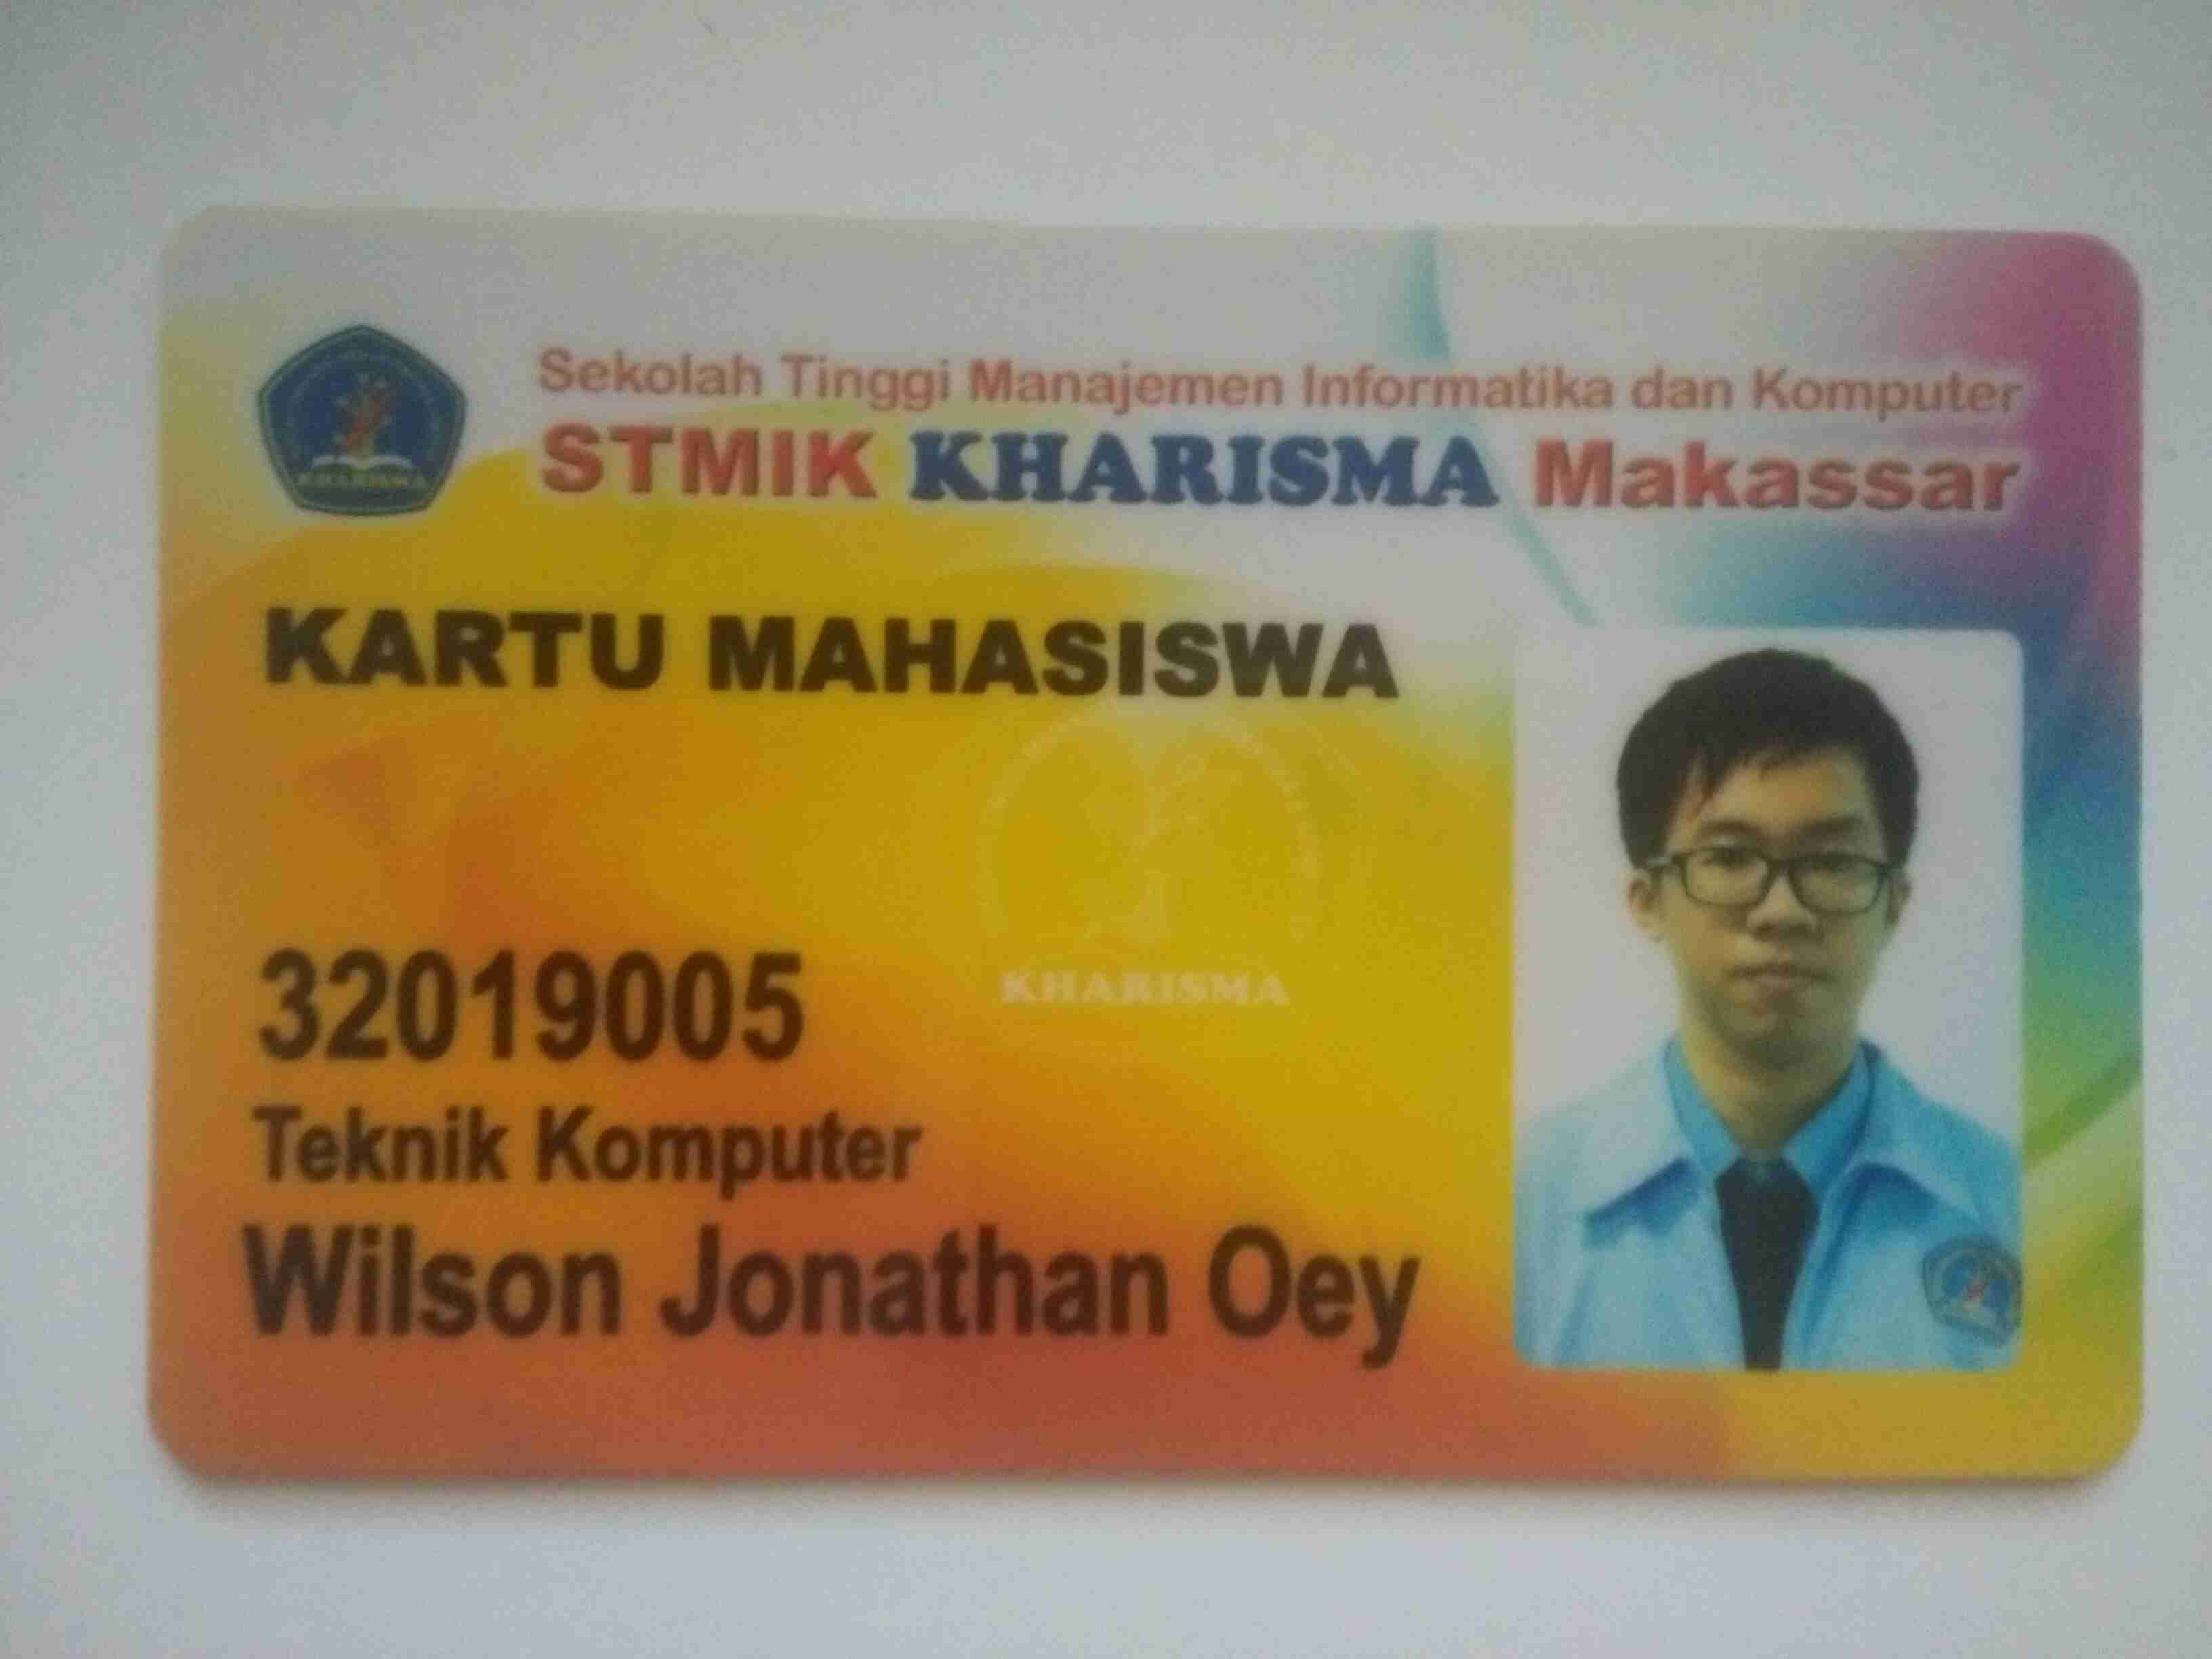 Sekolah Tinggi Manajemen Informatika dan Komputer
STMIK KHARISMA Makassar
KHARISMA
KARTU MAHASISWA
KHARISMA
32019005
Teknik Komputer
Wilson Jonathan Oey